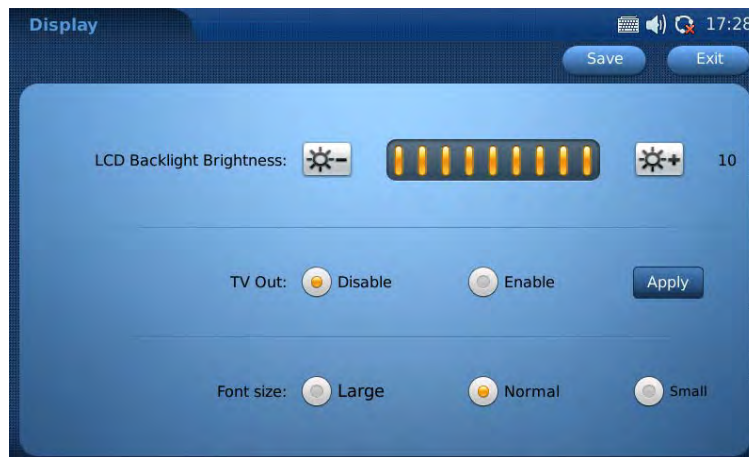 Display 17:28
Save Exit
LCD Backlight Brightness: 10
TV Out: Disable Enable Apply
Font size: Large Normal Small